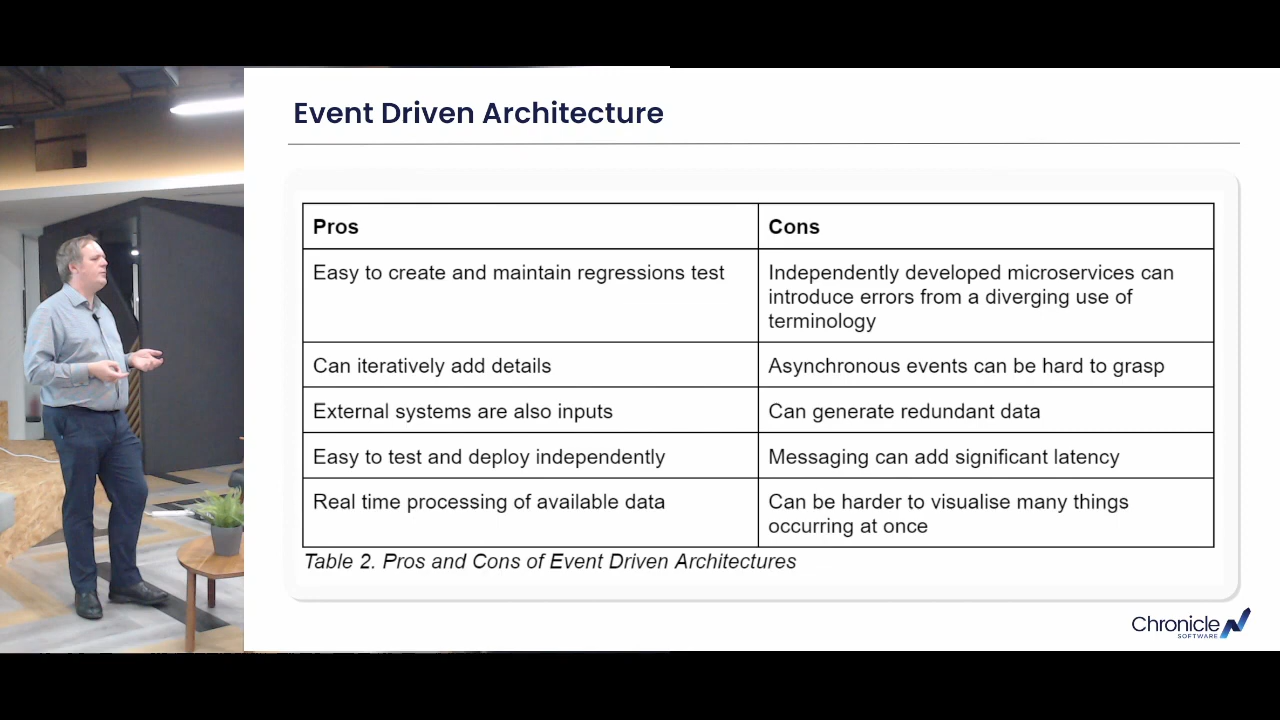 Event Driven Architecture
Pros
Cons
Easy to create and maintain regressions test
Independently developed microservices can
introduce errors from a diverging use of
terminology
Can iteratively add details
Asynchronous events can be hard to grasp
External systems are also inputs
Can generate redundant data
Easy to test and deploy independently
Messaging can add significant latency
Real time processing of available data
Can be harder to visualise many things
occurring at once
Table 2. Pros and Cons of Event Driven Architectures
Chronicle
SOFTWARE